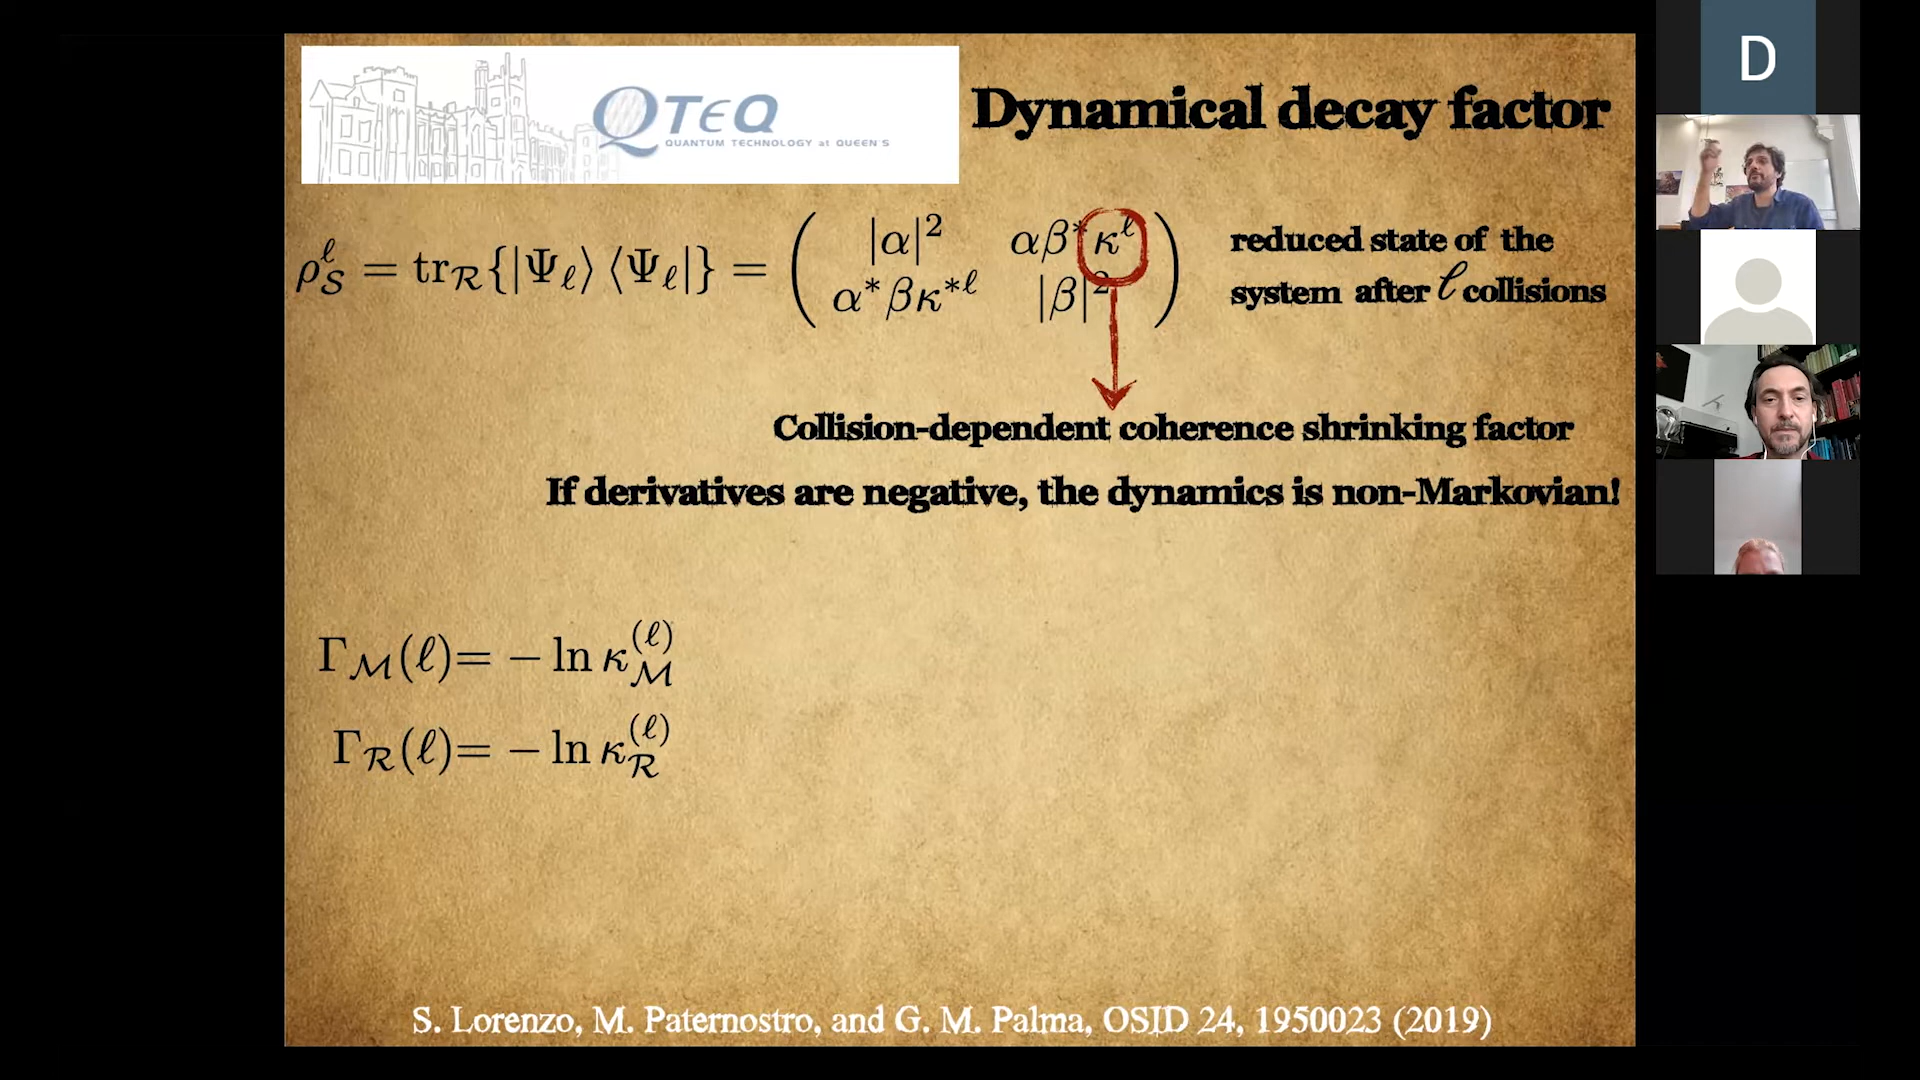 QTEQ
QUANTUM TECHNOLOGY at QUEEN'S
Dynamical decay factor
D
ρ_S^ℓ = tr_R{|Ψ_ℓ⟩ ⟨Ψ_ℓ|} = ( |α|² αβ*κ^ℓ
α*βκ*^ℓ |β|² )
reduced state of the
system after ℓ collisions
Collision-dependent coherence shrinking factor
If derivatives are negative, the dynamics is non-Markovian!
Γ_M(ℓ)= − ln κ_M^(ℓ)
Γ_R(ℓ)= − ln κ_R^(ℓ)
S. Lorenzo, M. Paternostro, and G. M. Palma, OSID 24, 1950023 (2019)